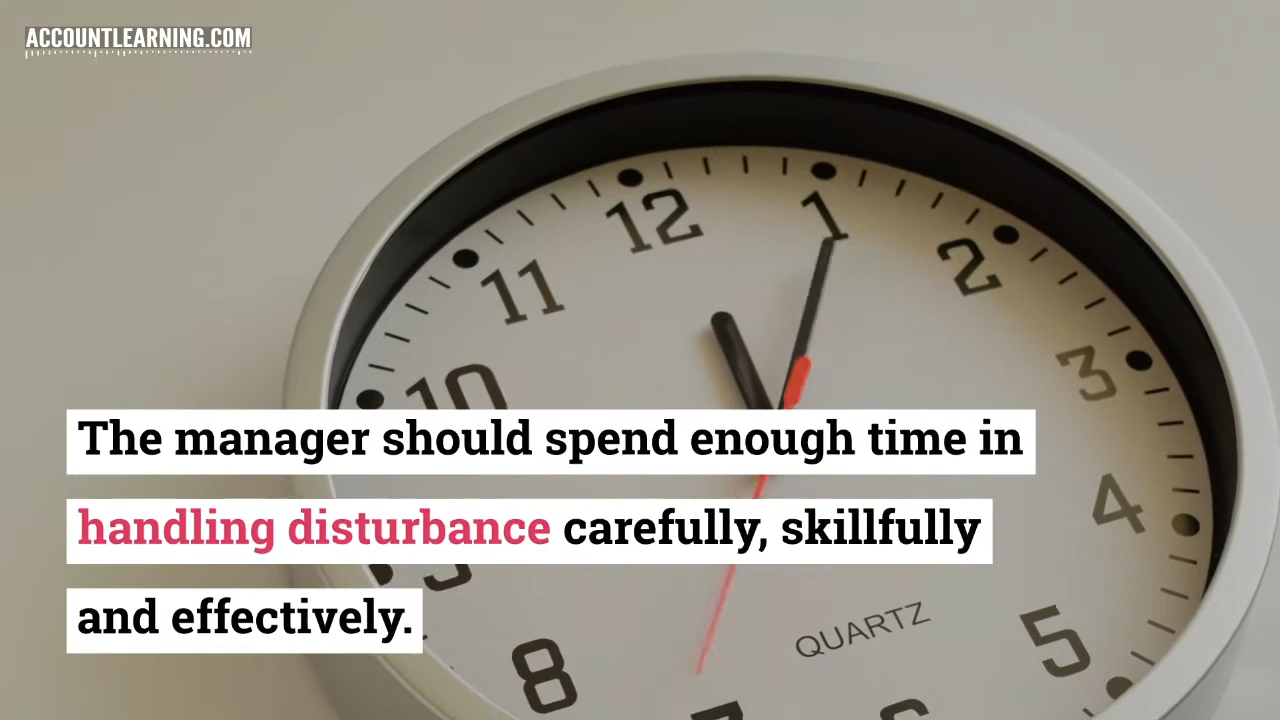 ACCOUNTLEARNING.COM
12
1
11
2
10
3
The manager should spend enough time in
4
handling disturbance carefully, skillfully
and effectively.
QUARTZ
5
8